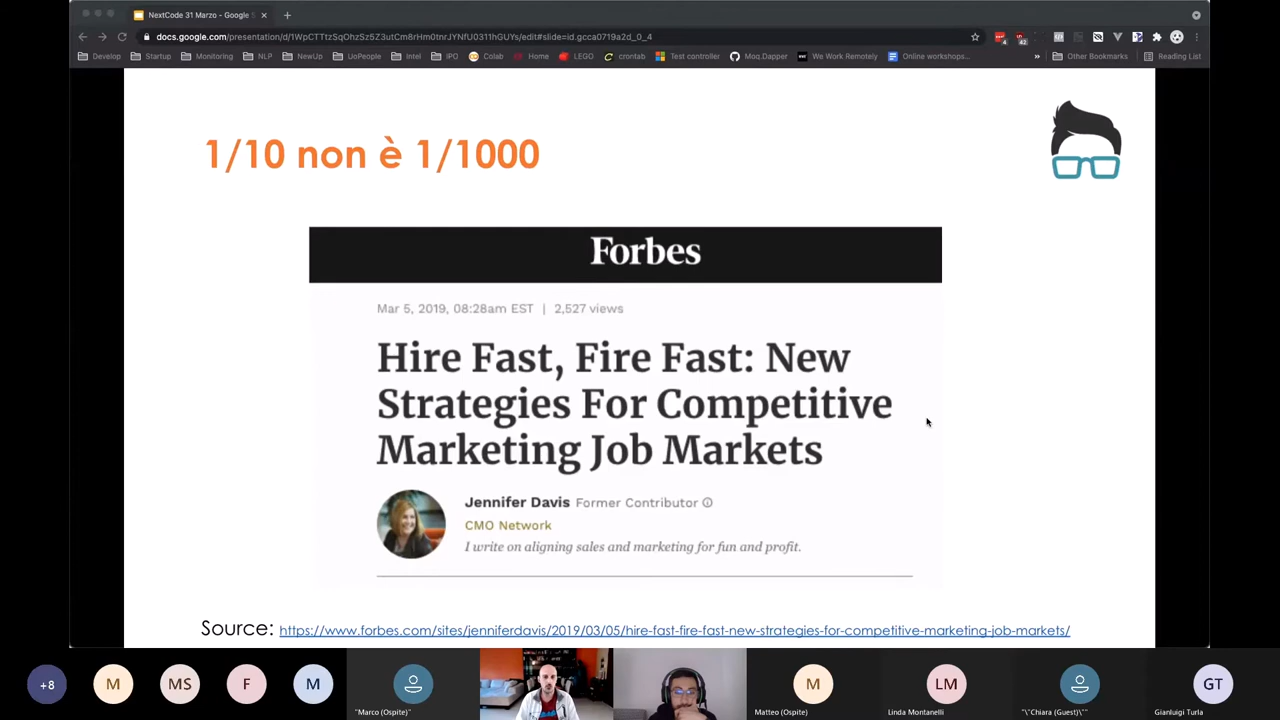 NextCode 31 Marzo - Google S
docs.google.com/presentation/d/1WpCTTtzSqOhzSz5Z3utCm8rHm0tnrJYNfU0311hGUYs/edit#slide=id.gcca0719a2d_0_4
Develop Startup Monitoring NLP NewUp UoPeople Intel IPO Colab Home LEGO crontab Test controller Moq.Dapper We Work Remotely Online workshops... » Other Bookmarks Reading List
1/10 non è 1/1000
Forbes
Mar 5, 2019, 08:28am EST | 2,527 views
Hire Fast, Fire Fast: New
Strategies For Competitive
Marketing Job Markets
Jennifer Davis Former Contributor
CMO Network
I write on aligning sales and marketing for fun and profit.
Source: https://www.forbes.com/sites/jenniferdavis/2019/03/05/hire-fast-fire-fast-new-strategies-for-competitive-marketing-job-markets/
+8 M MS F M M LM GT
"Marco (Ospite)" Matteo (Ospite) Linda Montanelli "\"Chiara (Guest)\"" Gianluigi Turla